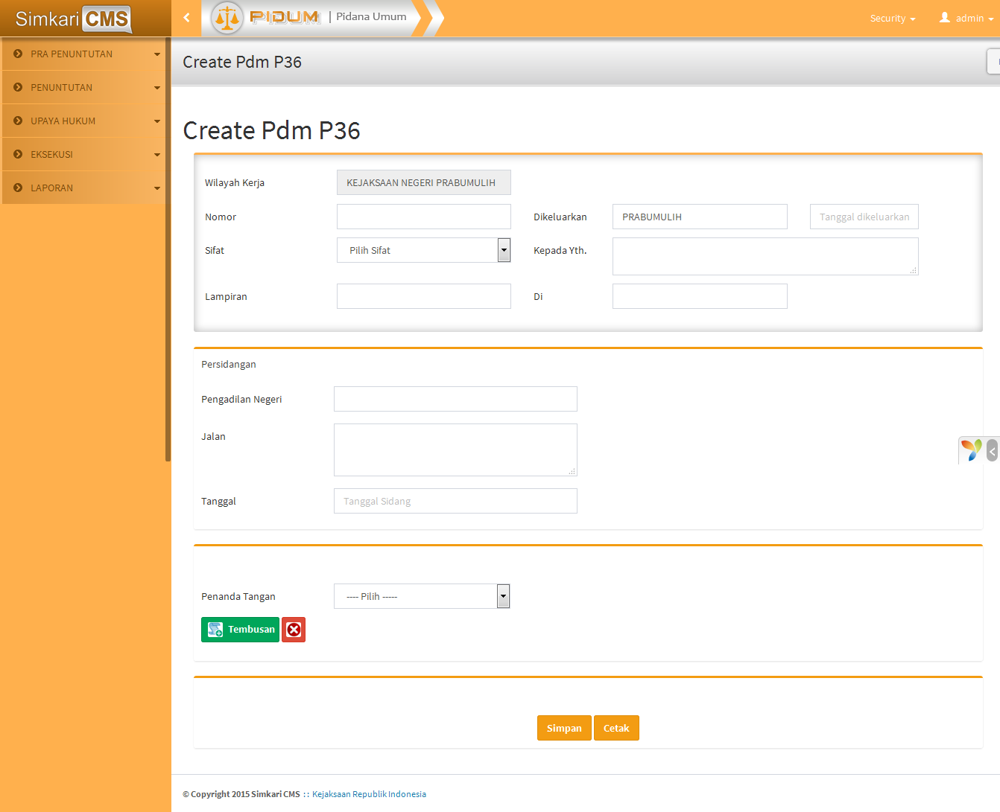 Simkari CMS
PIDUM | Pidana Umum
Security
admin
PRA PENUNTUTAN
PENUNTUTAN
UPAYA HUKUM
EKSEKUSI
LAPORAN
Create Pdm P36
Create Pdm P36
Wilayah Kerja KEJAKSAAN NEGERI PRABUMULIH
Nomor Dikeluarkan PRABUMULIH Tanggal dikeluarkan
Sifat Pilih Sifat Kepada Yth.
Lampiran Di
Persidangan
Pengadilan Negeri
Jalan
Tanggal Tanggal Sidang
Penanda Tangan ---- Pilih -----
Tembusan
Simpan Cetak
© Copyright 2015 Simkari CMS :: Kejaksaan Republik Indonesia